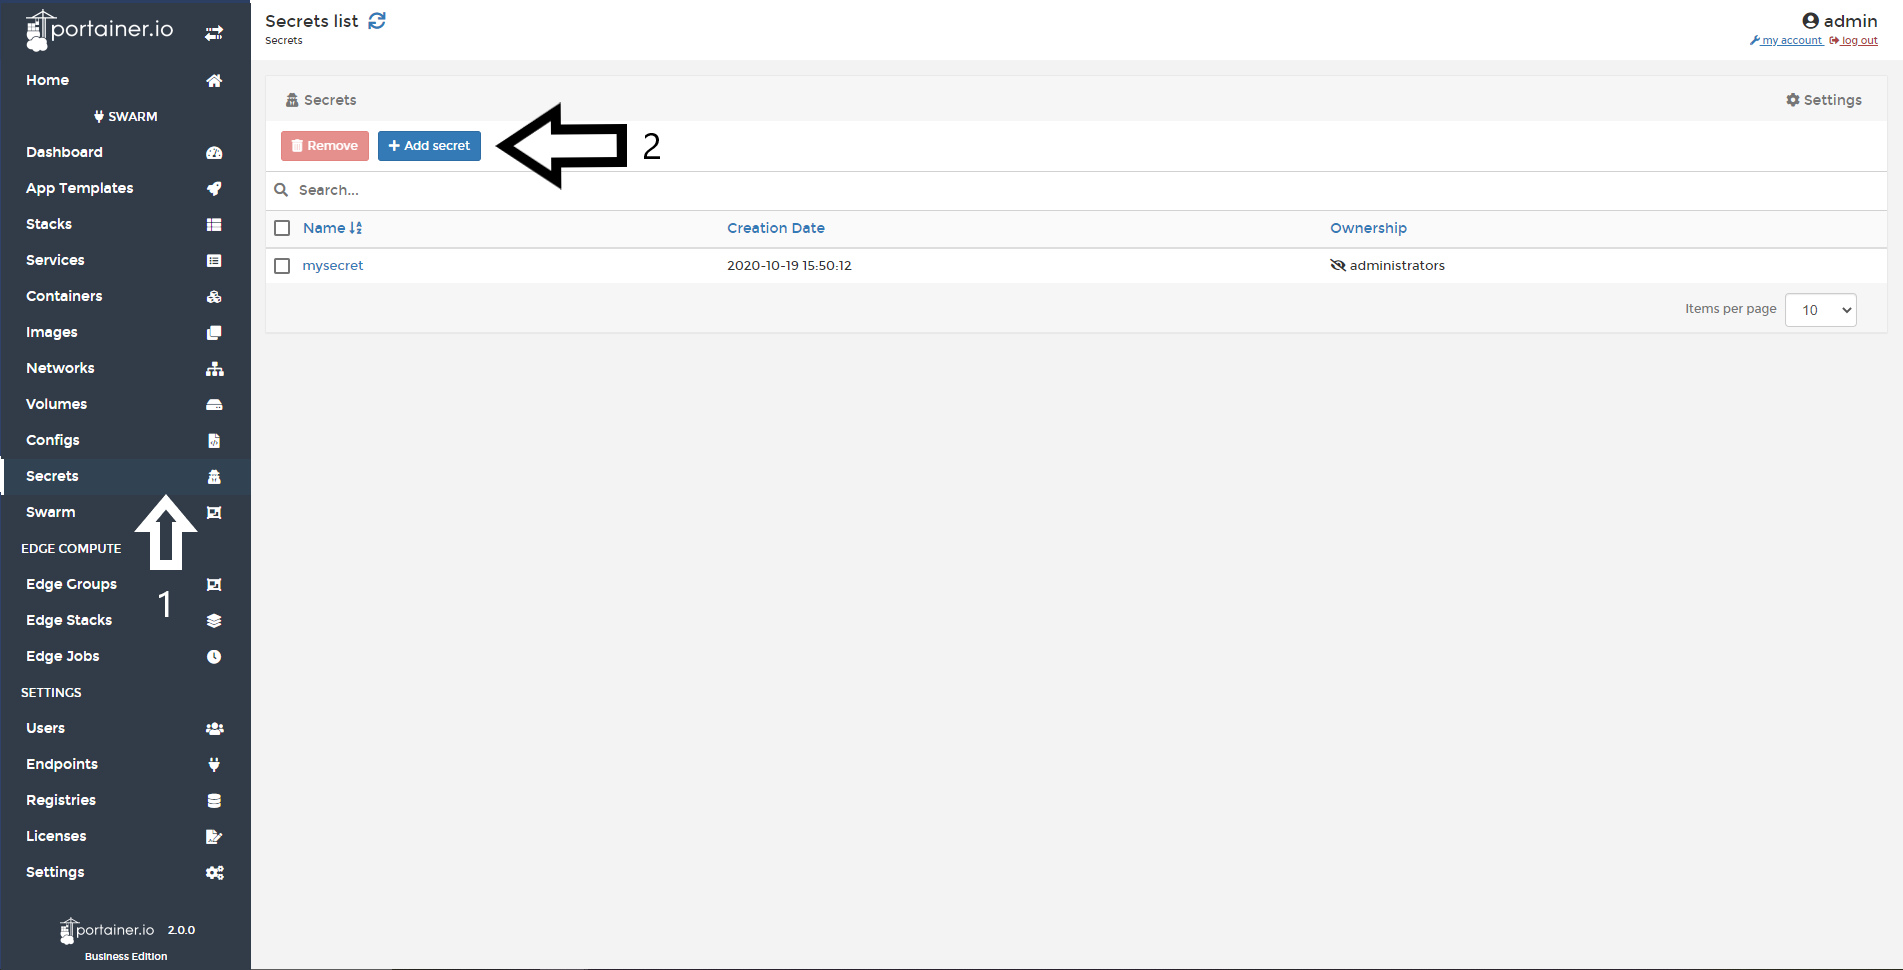 portainer.io
Home
SWARM
Dashboard
App Templates
Stacks
Services
Containers
Images
Networks
Volumes
Configs
Secrets
Swarm
EDGE COMPUTE
Edge Groups
1
Edge Stacks
Edge Jobs
SETTINGS
Users
Endpoints
Registries
Licenses
Settings
portainer.io 2.0.0
Business Edition
Secrets list
Secrets
admin
my account log out
Secrets
Settings
Remove + Add secret
2
Search...
Name Creation Date Ownership
mysecret 2020-10-19 15:50:12 administrators
Items per page 10